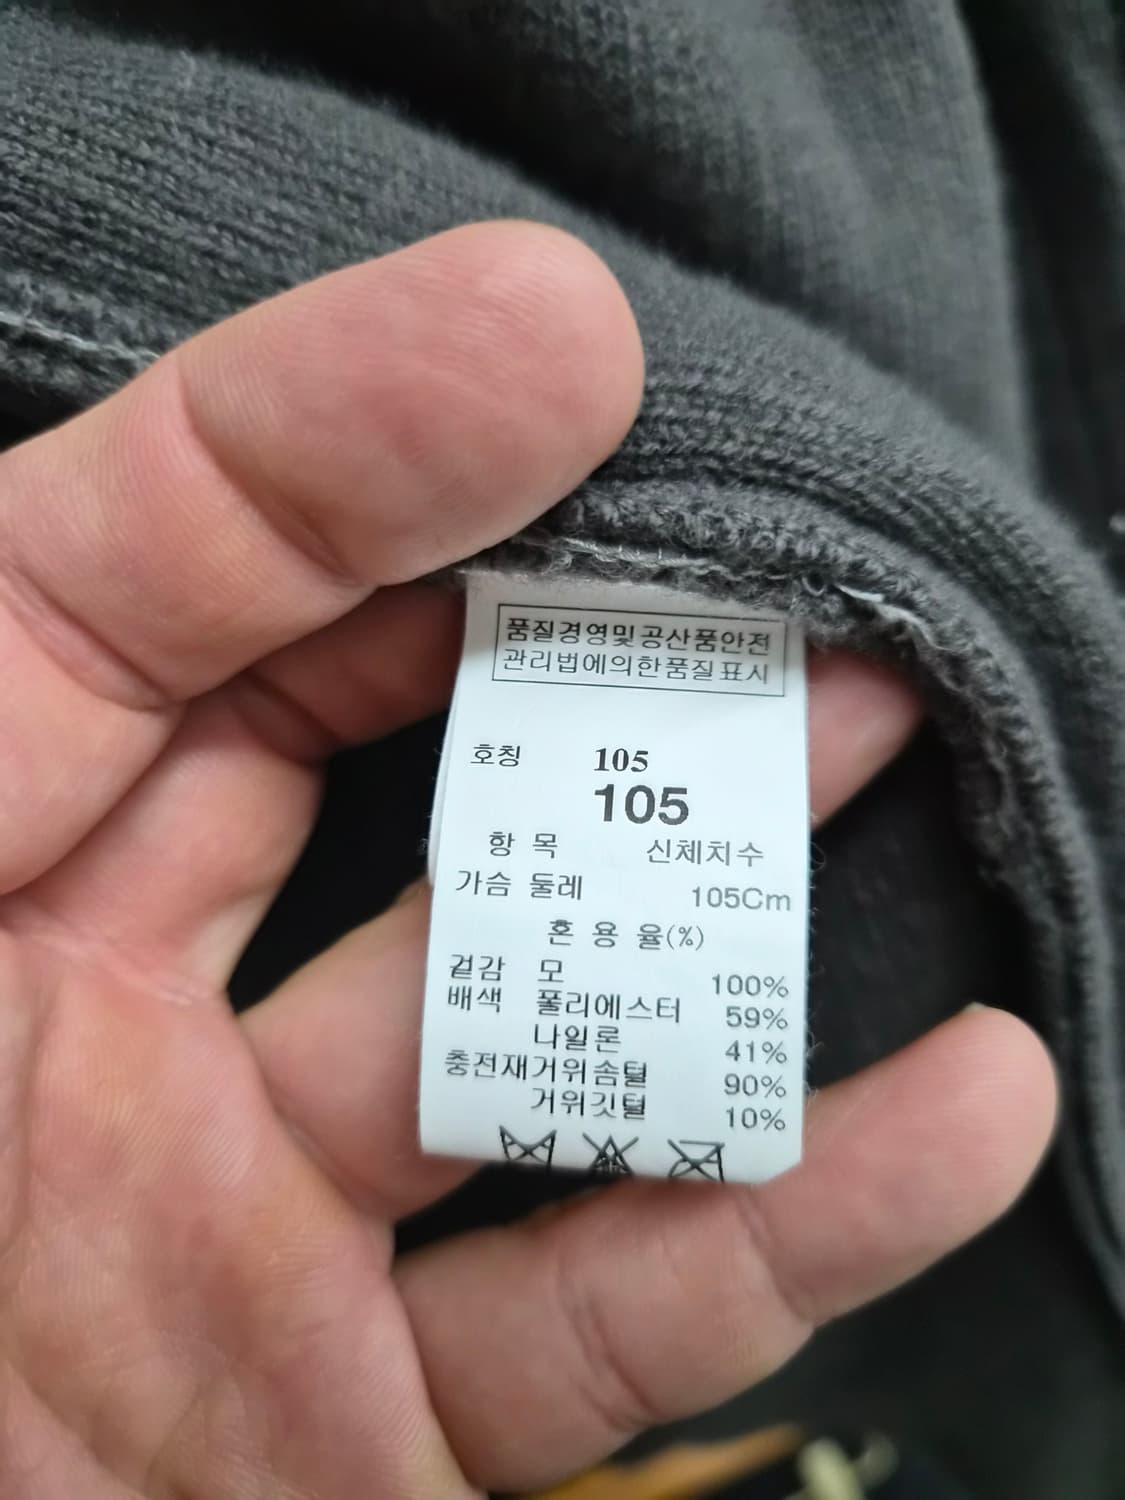 품질경영및공산품안전
관리법에의한품질표시
호칭 105
105
항 목 신체치수
가슴 둘레 105Cm
혼 용 율(%)
겉감 모 100%
배색 폴리에스터 59%
나일론 41%
충전재거위솜털 90%
거위깃털 10%